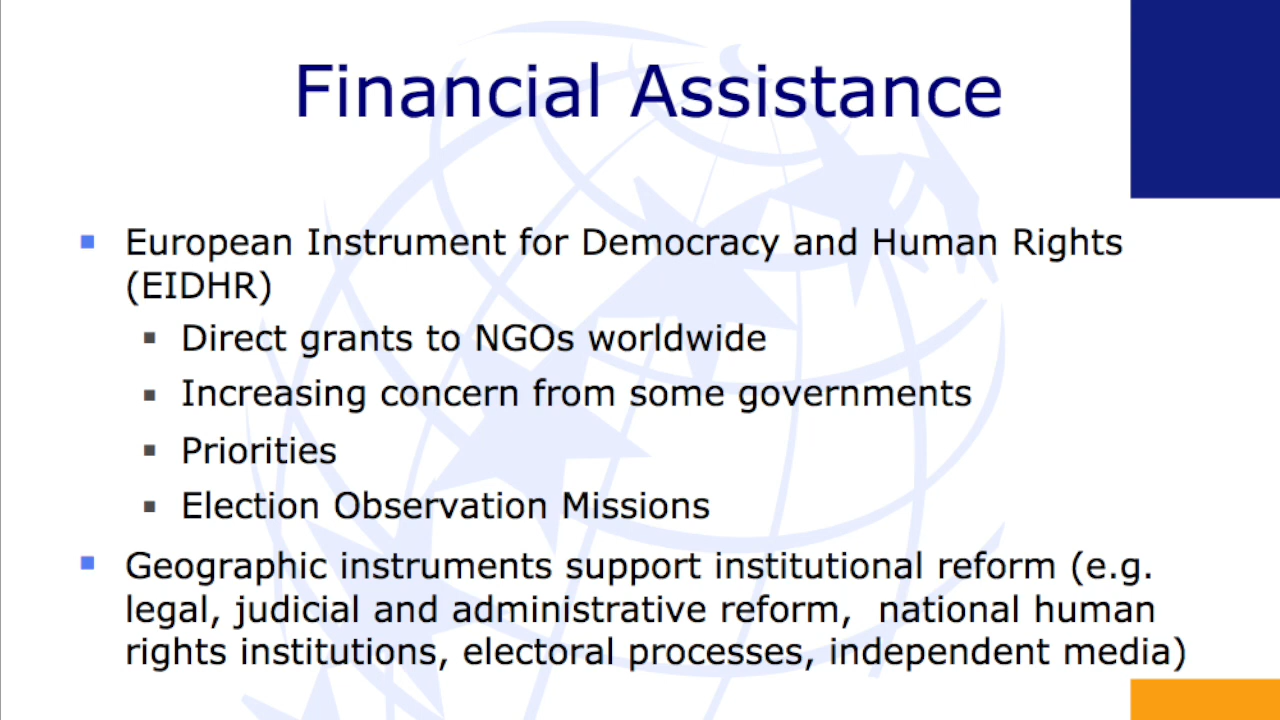 Financial Assistance
European Instrument for Democracy and Human Rights
(EIDHR)
Direct grants to NGOs worldwide
Increasing concern from some governments
Priorities
Election Observation Missions
Geographic instruments support institutional reform (e.g.
legal, judicial and administrative reform,  national human
rights institutions, electoral processes, independent media)